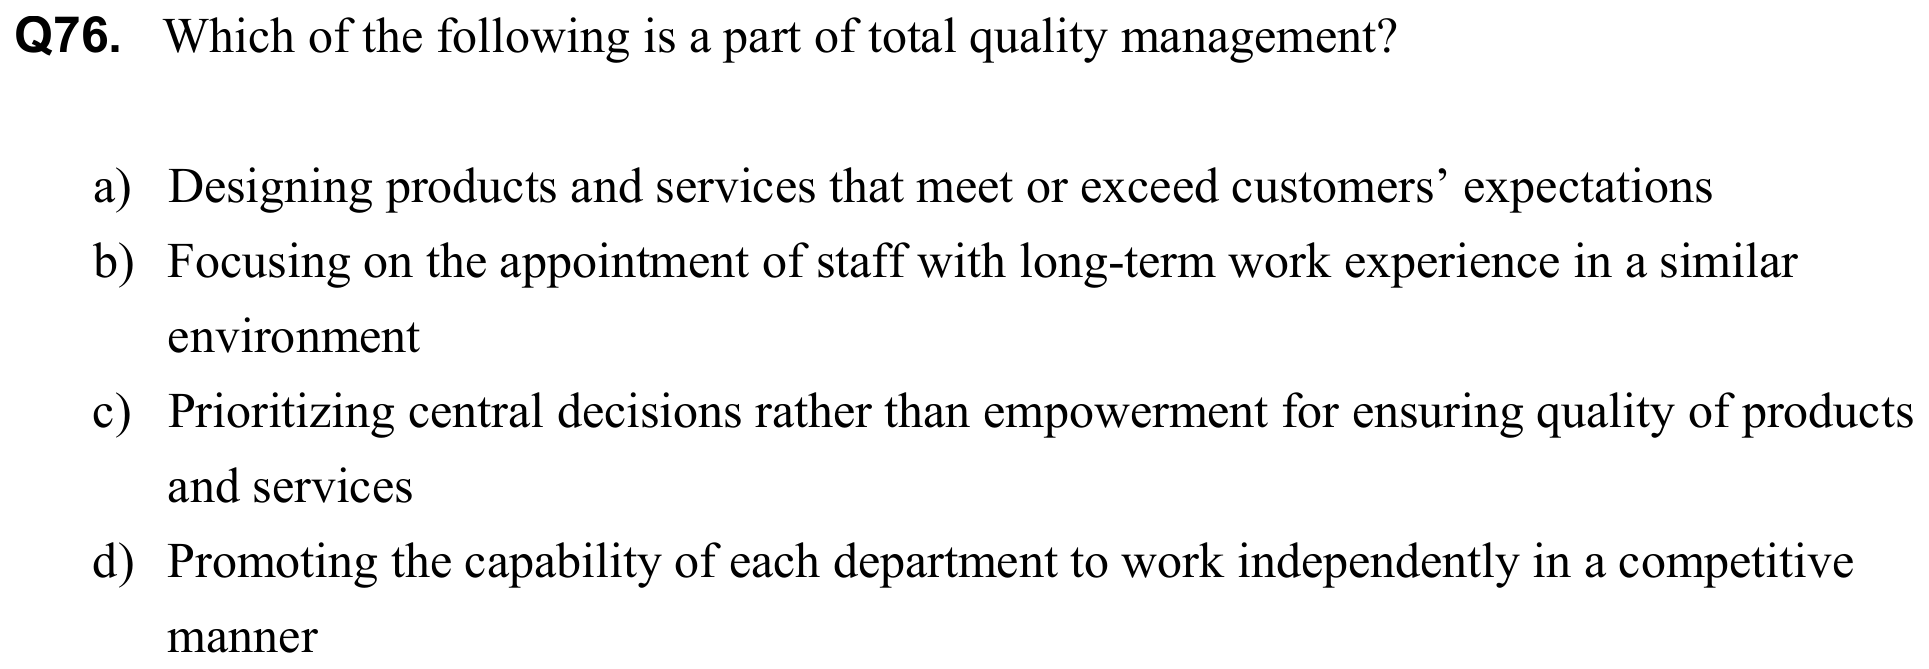 Q76. Which of the following is a part of total quality management?
a) Designing products and services that meet or exceed customers’ expectations
b) Focusing on the appointment of staff with long-term work experience in a similar
environment
c) Prioritizing central decisions rather than empowerment for ensuring quality of products
and services
d) Promoting the capability of each department to work independently in a competitive
manner